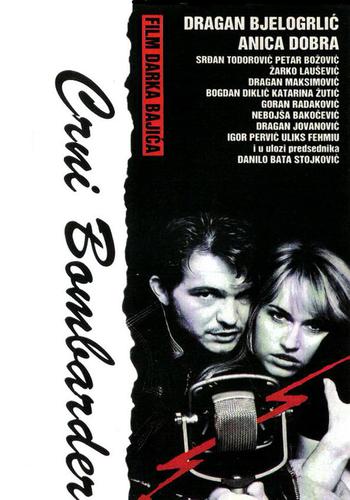 DRAGAN BJELOGRLIĆ
ANICA DOBRA
SRĐAN TODOROVIĆ PETAR BOŽOVIĆ
ŽARKO LAUŠEVIĆ
DRAGAN MAKSIMOVIĆ
BOGDAN DIKLIĆ KATARINA ŽUTIĆ
GORAN RADAKOVIĆ
NEBOJŠA BAKOČEVIĆ
DRAGAN JOVANOVIĆ
IGOR PERVIĆ ULIKS FEHMIU
i u ulozi predsednika
DANILO BATA STOJKOVIĆ
FILM DARKA BAJIĆA
Crni Bombarder